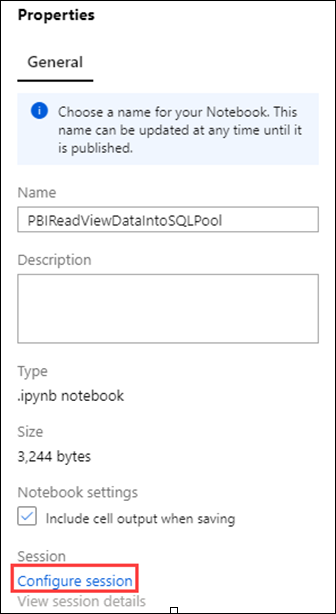 Properties
General
Choose a name for your Notebook. This
name can be updated at any time until it
is published.
Name
PBIReadViewDataIntoSQLPool
Description
Type
.ipynb notebook
Size
3,244 bytes
Notebook settings
Include cell output when saving
Session
Configure session
View session details